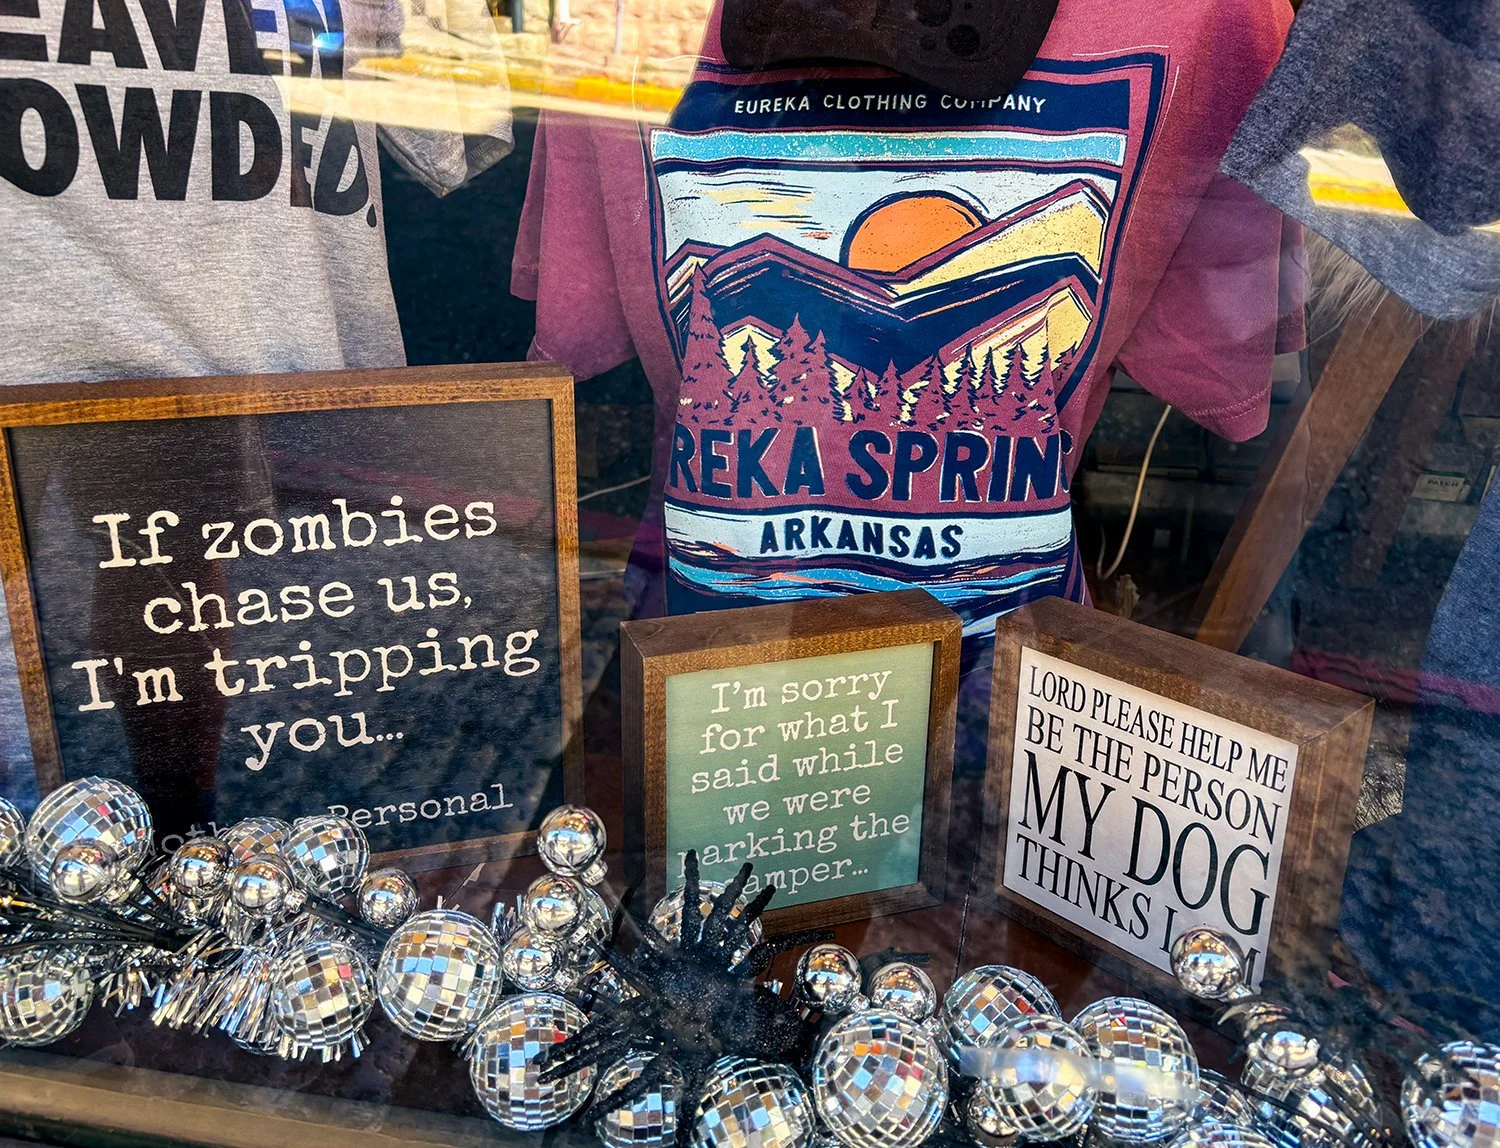 EUREKA CLOTHING COMPANY
REKA SPRIN
ARKANSAS
If zombies
chase us,
I'm tripping
you...
Personal
I'm sorry
for what I
said while
we were
parking the
amper...
LORD PLEASE HELP ME
BE THE PERSON
MY DOG
THINKS I
EAVEN
OWDED.